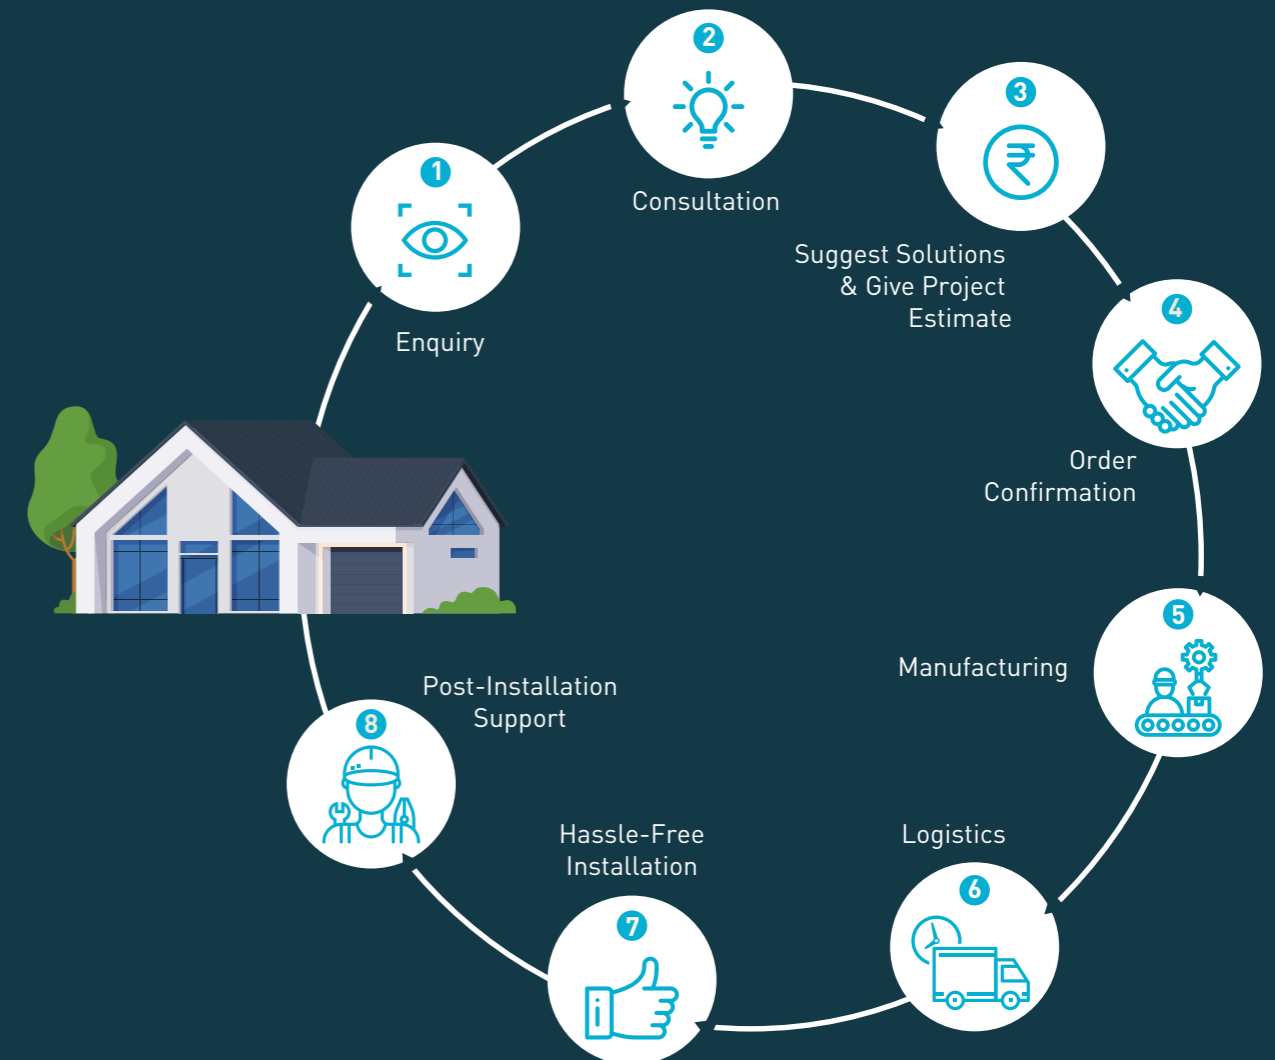 1
Enquiry
2
Consultation
3
₹
Suggest Solutions
& Give Project
Estimate
4
Order
Confirmation
5
Manufacturing
6
Logistics
7
Hassle-Free
Installation
8
Post-Installation
Support